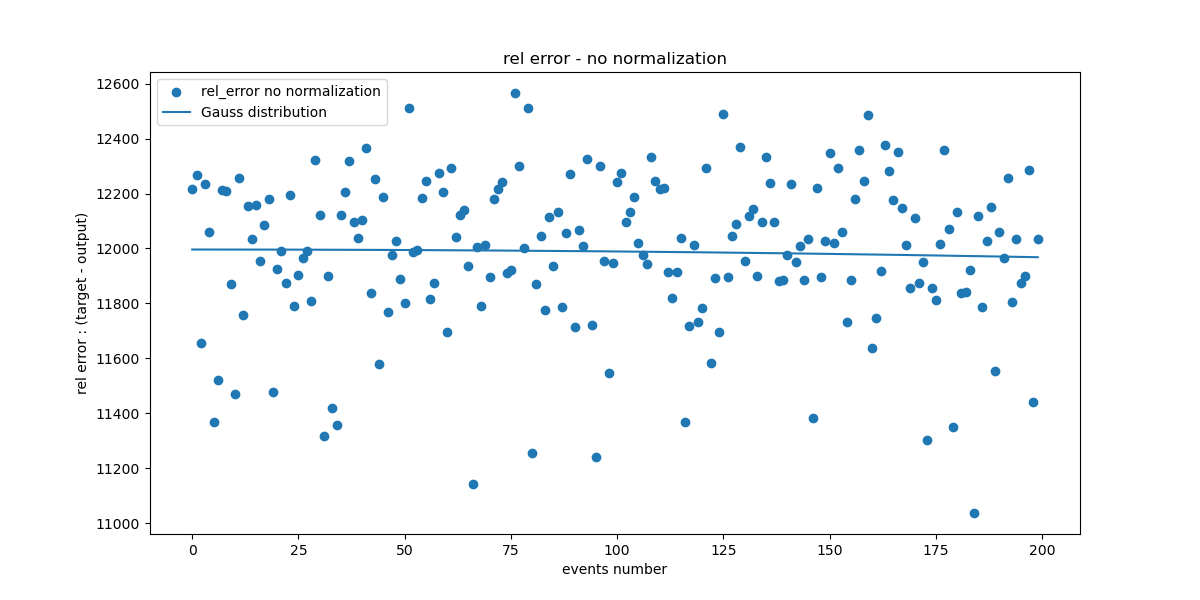 rel error - no normalization
rel_error no normalization
Gauss distribution
rel error : (target - output)
12600
12400
12200
12000
11800
11600
11400
11200
11000
0 25 50 75 100 125 150 175 200
events number